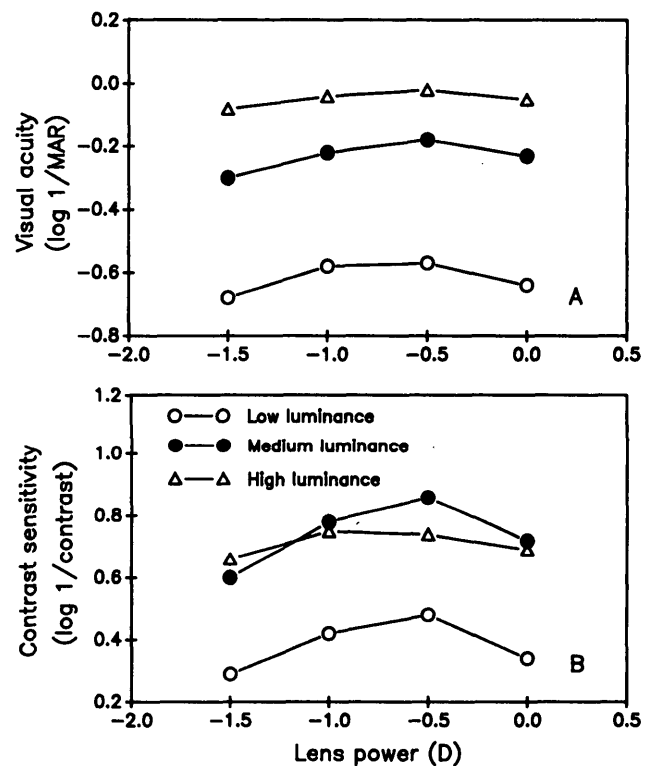 0.2
0.0
-0.2
-0.4
-0.6
-0.8
Visual acuity
(log 1/MAR)
A
-2.0 -1.5 -1.0 -0.5 0.0 0.5
1.2
1.0
0.8
0.6
0.4
0.2
Contrast sensitivity
(log 1/contrast)
Low luminance
Medium luminance
High luminance
B
-2.0 -1.5 -1.0 -0.5 0.0 0.5
Lens power (D)